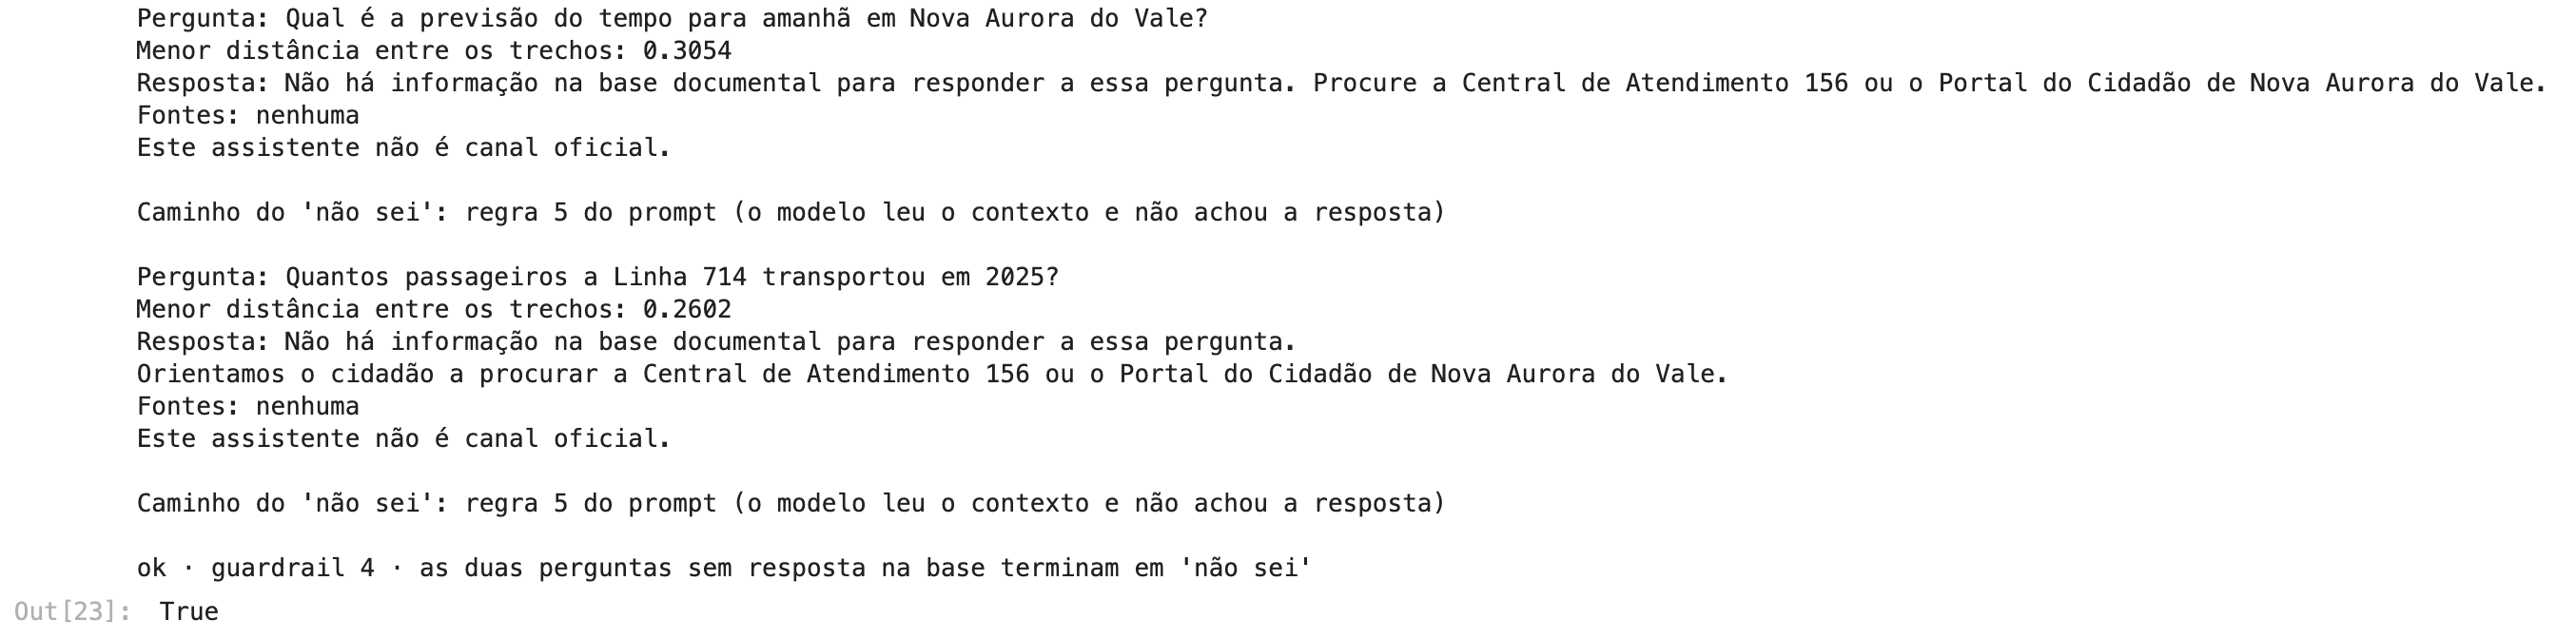 Pergunta: Qual é a previsão do tempo para amanhã em Nova Aurora do Vale?
Menor distância entre os trechos: 0.3054
Resposta: Não há informação na base documental para responder a essa pergunta. Procure a Central de Atendimento 156 ou o Portal do Cidadão de Nova Aurora do Vale.
Fontes: nenhuma
Este assistente não é canal oficial.
Caminho do 'não sei': regra 5 do prompt (o modelo leu o contexto e não achou a resposta)
Pergunta: Quantos passageiros a Linha 714 transportou em 2025?
Menor distância entre os trechos: 0.2602
Resposta: Não há informação na base documental para responder a essa pergunta.
Orientamos o cidadão a procurar a Central de Atendimento 156 ou o Portal do Cidadão de Nova Aurora do Vale.
Fontes: nenhuma
Este assistente não é canal oficial.
Caminho do 'não sei': regra 5 do prompt (o modelo leu o contexto e não achou a resposta)
ok · guardrail 4 · as duas perguntas sem resposta na base terminam em 'não sei'
Out[23]: True